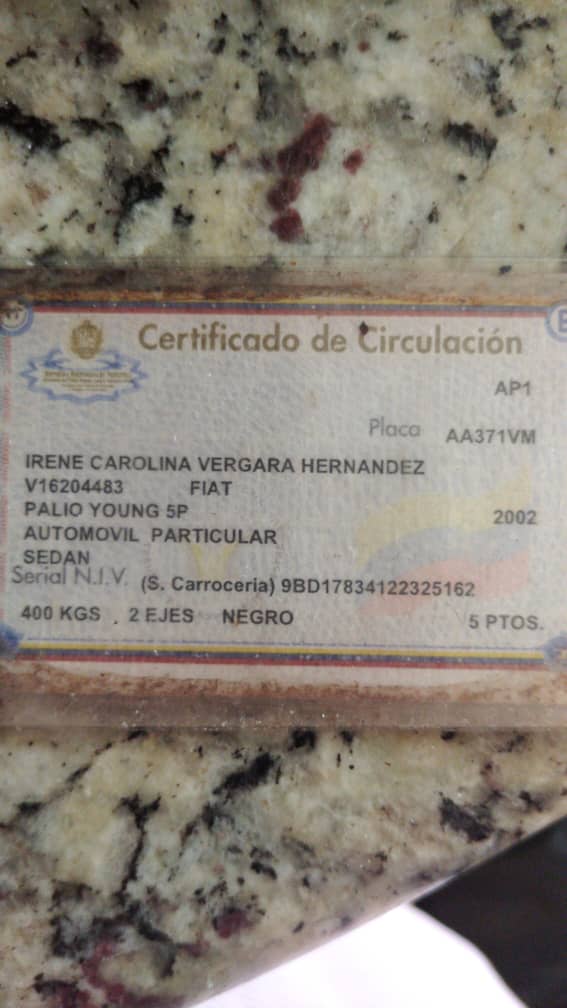 Certificado de Circulación
AP1
Placa AA371VM
IRENE CAROLINA VERGARA HERNANDEZ
V16204483 FIAT
PALIO YOUNG 5P 2002
AUTOMOVIL PARTICULAR
SEDAN
Serial N.I.V. (S. Carroceria) 9BD17834122325162
400 KGS . 2 EJES NEGRO 5 PTOS.